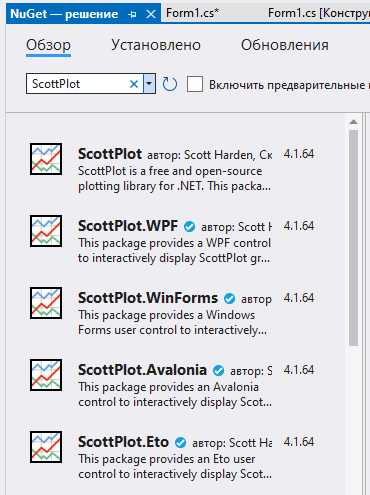 NuGet — решение
Form1.cs*
Form1.cs [Констру
Обзор
Установлено
Обновления
ScottPlot
Включить предварительные
ScottPlot автор: Scott Harden, Ск 4.1.64
ScottPlot is a free and open-source
plotting library for .NET. This packa...
ScottPlot.WPF автор: Scott H 4.1.64
This package provides a WPF control
to interactively display ScottPlot gr...
ScottPlot.WinForms автор 4.1.64
This package provides a Windows
Forms user control to interactively...
ScottPlot.Avalonia автор: S 4.1.64
This package provides an Avalonia
control to interactively display Scot...
ScottPlot.Eto автор: Scott Ha 4.1.64
This package provides an Eto user
control to interactively display Scot...